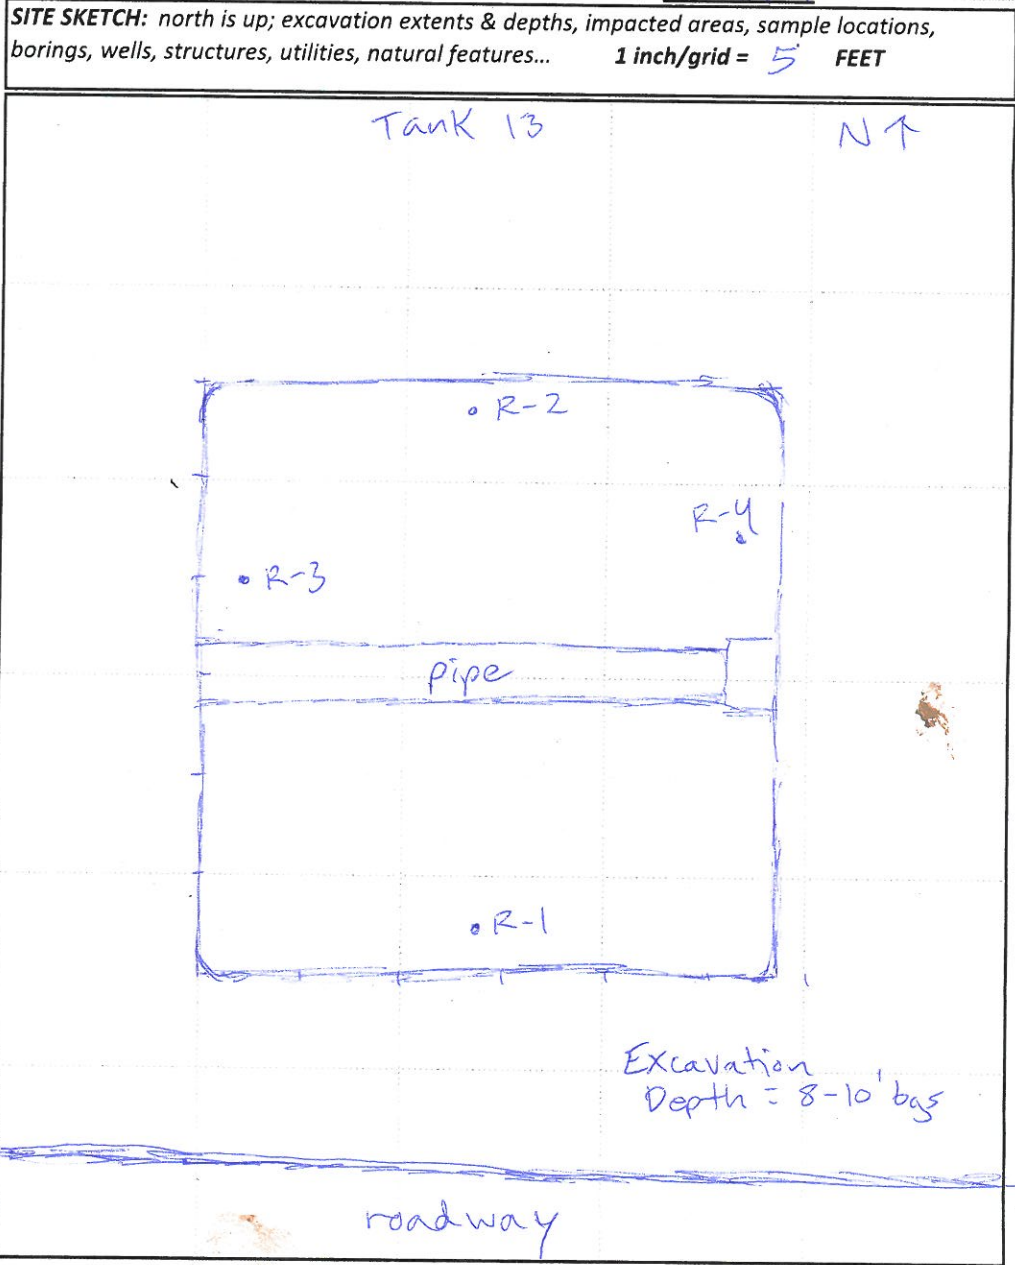 SITE SKETCH: north is up; excavation extents & depths, impacted areas, sample locations,
borings, wells, structures, utilities, natural features... 1 inch/grid = 5 FEET
Tank 13 N↑
R-2
R-4
R-3
pipe
R-1
Excavation
Depth = 8-10' bgs
roadway